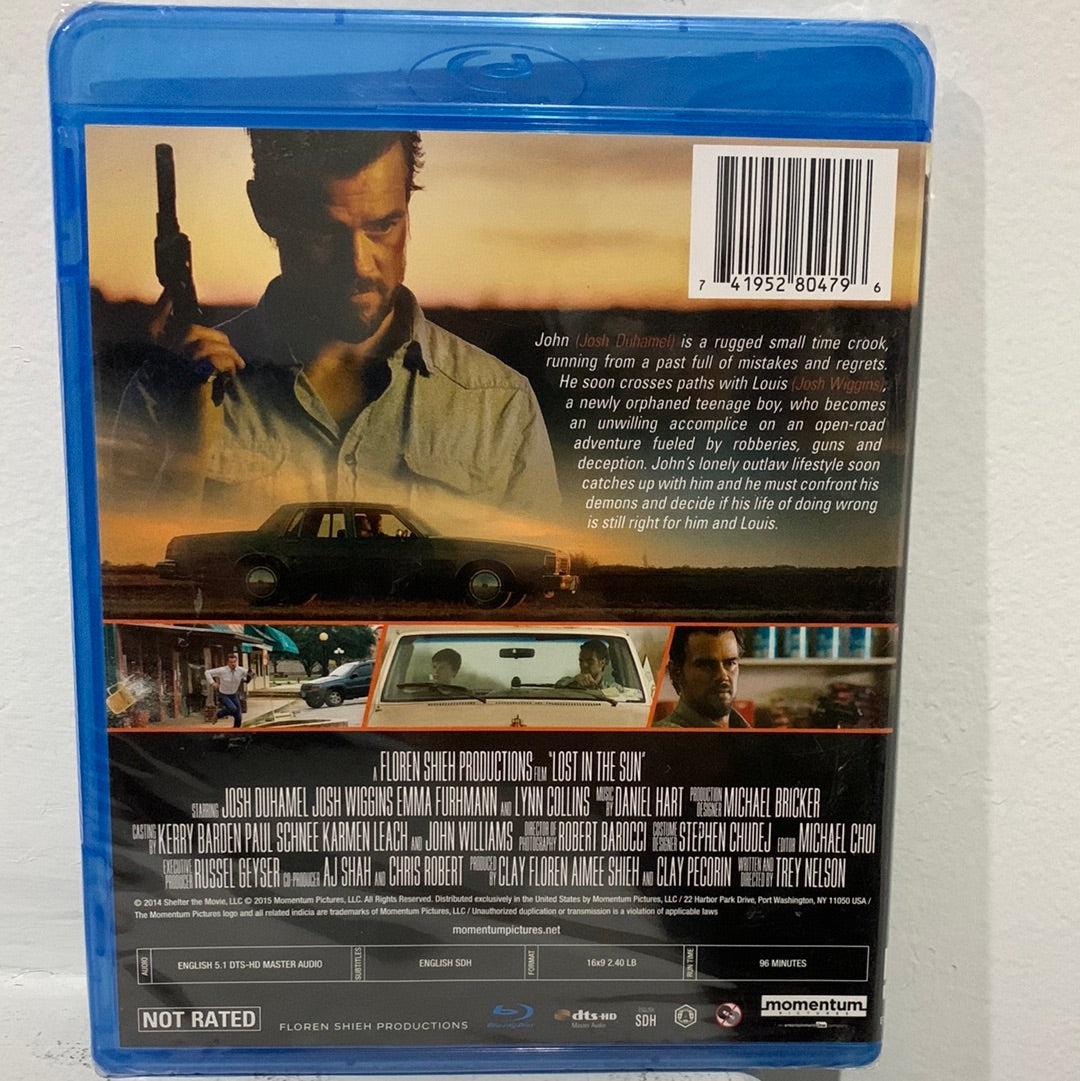 7 41952 80479 6
John (Josh Duhamel) is a rugged small time crook,
running from a past full of mistakes and regrets.
He soon crosses paths with Louis (Josh Wiggins),
a newly orphaned teenage boy, who becomes
an unwilling accomplice on an open-road
adventure fueled by robberies, guns and
deception. John's lonely outlaw lifestyle soon
catches up with him and he must confront his
demons and decide if his life of doing wrong
is still right for him and Louis.
A FLOREN SHIEH PRODUCTIONS FILM "LOST IN THE SUN"
STARRING JOSH DUHAMEL JOSH WIGGINS EMMA FURHMANN AND LYNN COLLINS MUSIC BY DANIEL HART PRODUCTION DESIGNER MICHAEL BRICKER
CASTING BY KERRY BARDEN PAUL SCHNEE KARMEN LEACH AND JOHN WILLIAMS DIRECTOR OF PHOTOGRAPHY ROBERT BAROCCI COSTUME DESIGNER STEPHEN CHUDEJ EDITOR MICHAEL CHOI
EXECUTIVE PRODUCER RUSSEL GEYSER CO-PRODUCER AJ SHAH AND CHRIS ROBERT PRODUCED BY CLAY FLOREN AIMEE SHIEH AND CLAY PECORIN WRITTEN AND DIRECTED BY TREY NELSON
© 2014 Shelter the Movie, LLC © 2015 Momentum Pictures, LLC. All Rights Reserved. Distributed exclusively in the United States by Momentum Pictures, LLC / 22 Harbor Park Drive, Port Washington, NY 11050 USA /
The Momentum Pictures logo and all related indicia are trademarks of Momentum Pictures, LLC / Unauthorized duplication or transmission is a violation of applicable laws
momentumpictures.net
AUDIO ENGLISH 5.1 DTS-HD MASTER AUDIO SUBTITLES ENGLISH SDH FORMAT 16x9 2.40 LB RUN TIME 96 MINUTES
NOT RATED FLOREN SHIEH PRODUCTIONS Blu-ray Disc dts-HD Master Audio ENGLISH SDH momentum PICTURES
an entertainment One company